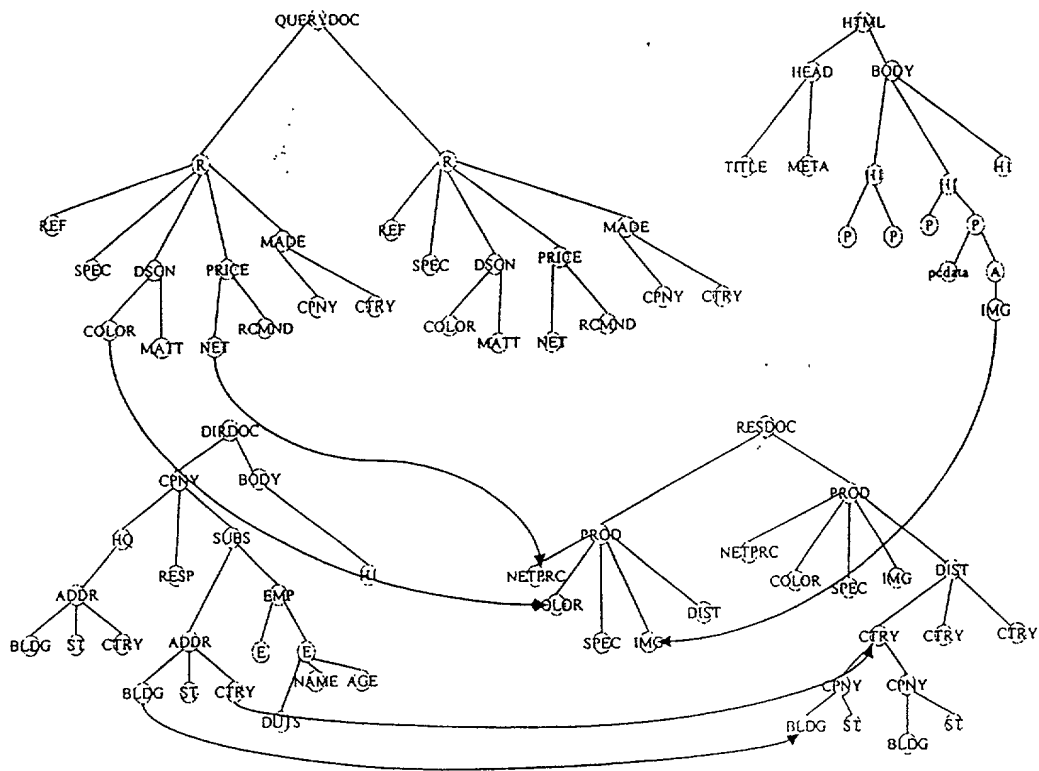 QUERYDOC HTML
HEAD BODY
R R TITLE META H1 H1 H1
REF SPEC DSGN PRICE MADE REF SPEC DSGN PRICE MADE P P P P
COLOR MATT NET RCMND CPNY CTRY COLOR MATT NET RCMND CPNY CTRY pcdata A
IMG
DIRDOC RESDOC
CPNY BODY PROD PROD
HQ RESP SUBS H1 NETPRC COLOR SPEC IMG DIST NETPRC COLOR SPEC IMG DIST
ADDR EMP
BLDG ST CTRY ADDR E E CTRY CTRY CTRY
BLDG ST CTRY NAME AGE CPNY CPNY
DUTS BLDG ST BLDG ST